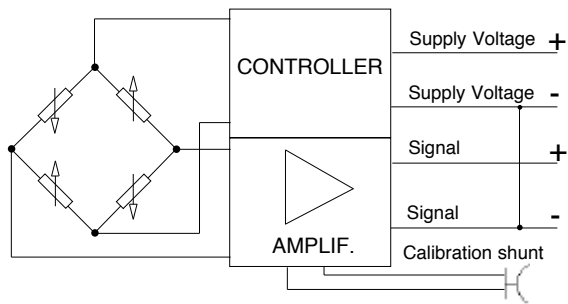 CONTROLLER
Supply Voltage +
Supply Voltage -
Signal +
Signal -
AMPLIF.
Calibration shunt